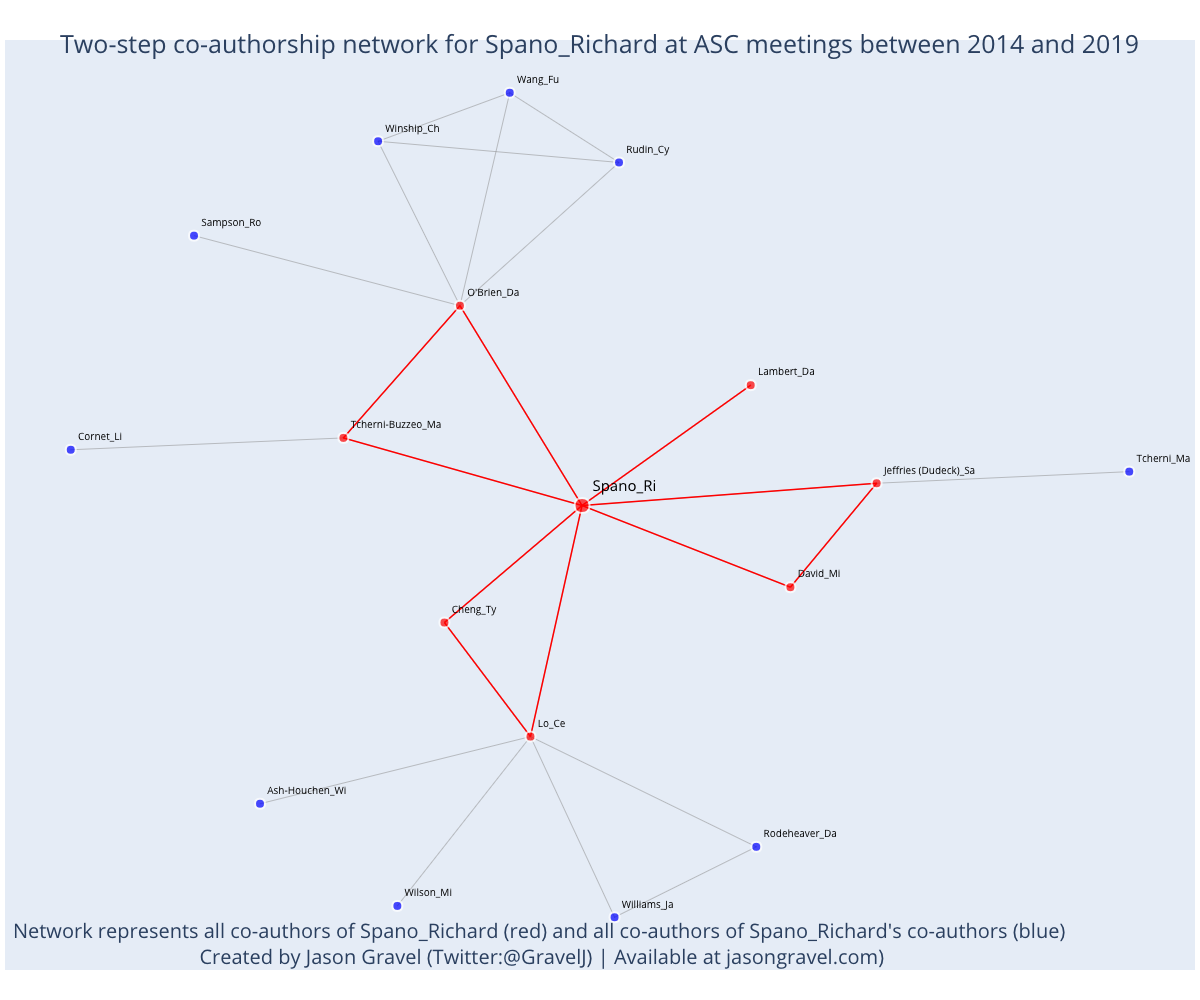 Two-step co-authorship network for Spano_Richard at ASC meetings between 2014 and 2019
Wang_Fu
Winship_Ch
Rudin_Cy
Sampson_Ro
O'Brien_Da
Lambert_Da
Tcherni-Buzzeo_Ma
Cornet_Li
Tcherni_Ma
Jeffries (Dudeck)_Sa
Spano_Ri
David_Mi
Cheng_Ty
Lo_Ce
Ash-Houchen_Wi
Rodeheaver_Da
Wilson_Mi
Williams_Ja
Network represents all co-authors of Spano_Richard (red) and all co-authors of Spano_Richard's co-authors (blue)
Created by Jason Gravel (Twitter:@GravelJ) | Available at jasongravel.com)